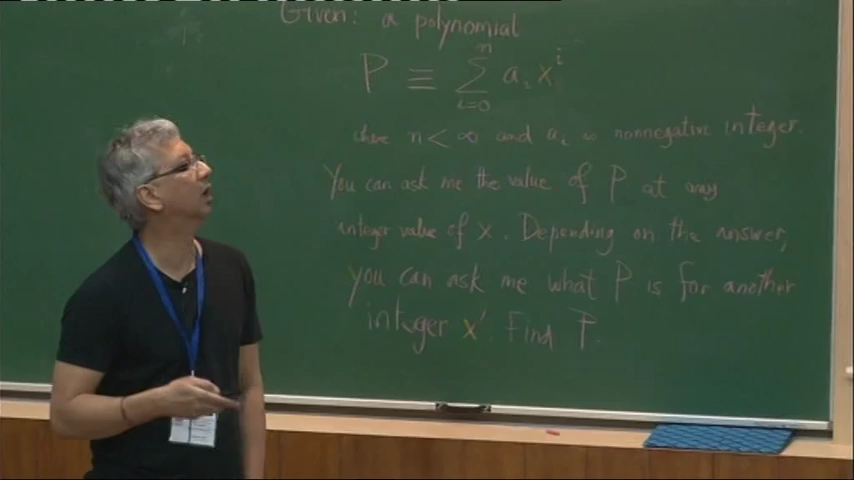 Given: a polynomial
P ≡ ∑_{i=0}^{n} a_i x^i
where n < ∞ and a_i is nonnegative integer.
You can ask me the value of P at any
integer value of x. Depending on the answer,
you can ask me what P is for another
integer x'. Find P.